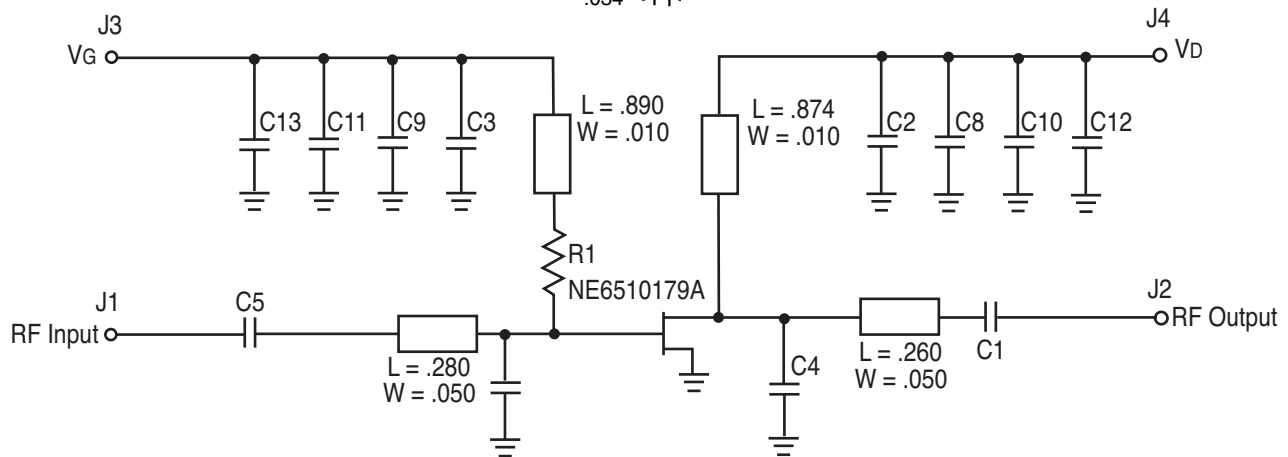 J3
J4
VG
VD
C13
C11
C9
C3
L = .890
W = .010
L = .874
W = .010
C2
C8
C10
C12
R1
NE6510179A
J1
C5
J2
RF Input
RF Output
L = .280
W = .050
C4
L = .260
W = .050
C1